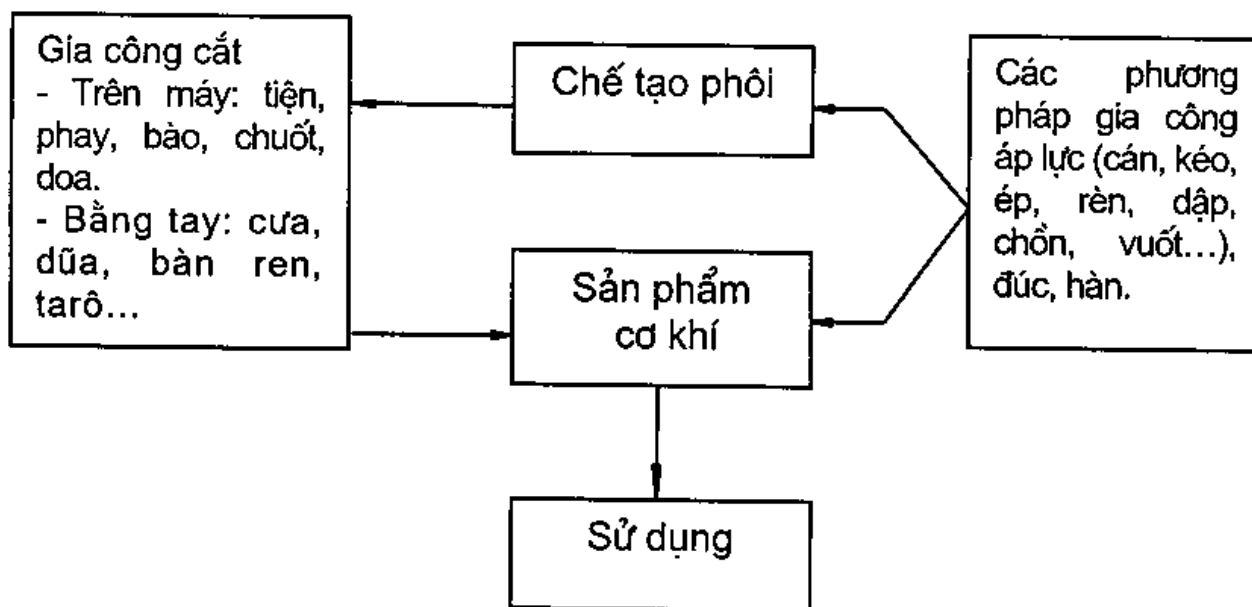 Gia công cắt
- Trên máy: tiện,
phay, bào, chuốt,
doa.
- Bằng tay: cưa,
dũa, bàn ren,
tarô...
Chế tạo phôi
Sản phẩm
cơ khí
Sử dụng
Các phương
pháp gia công
áp lực (cán, kéo,
ép, rèn, dập,
chồn, vuốt...),
đúc, hàn.